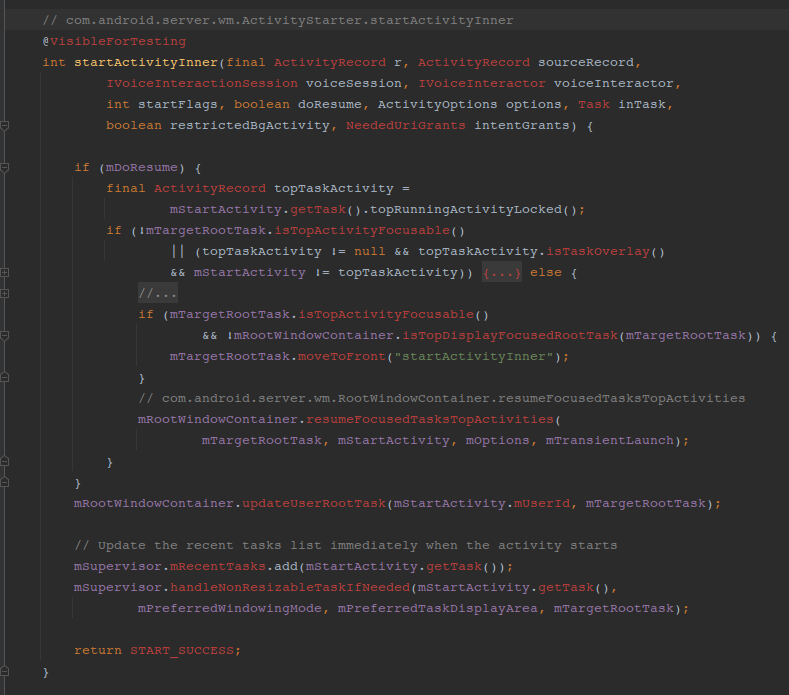 // com.android.server.wm.ActivityStarter.startActivityInner
@VisibleForTesting
int startActivityInner(final ActivityRecord r, ActivityRecord sourceRecord,
        IVoiceInteractionSession voiceSession, IVoiceInteractor voiceInteractor,
        int startFlags, boolean doResume, ActivityOptions options, Task inTask,
        boolean restrictedBgActivity, NeededUriGrants intentGrants) {
    if (mDoResume) {
        final ActivityRecord topTaskActivity =
                mStartActivity.getTask().topRunningActivityLocked();
        if (!mTargetRootTask.isTopActivityFocusable()
                || (topTaskActivity != null && topTaskActivity.isTaskOverlay()
                && mStartActivity != topTaskActivity)) {...} else {
            //...
            if (mTargetRootTask.isTopActivityFocusable()
                    && !mRootWindowContainer.isTopDisplayFocusedRootTask(mTargetRootTask)) {
                mTargetRootTask.moveToFront("startActivityInner");
            }
            // com.android.server.wm.RootWindowContainer.resumeFocusedTasksTopActivities
            mRootWindowContainer.resumeFocusedTasksTopActivities(
                    mTargetRootTask, mStartActivity, mOptions, mTransientLaunch);
        }
    }
    mRootWindowContainer.updateUserRootTask(mStartActivity.mUserId, mTargetRootTask);
    // Update the recent tasks list immediately when the activity starts
    mSupervisor.mRecentTasks.add(mStartActivity.getTask());
    mSupervisor.handleNonResizableTaskIfNeeded(mStartActivity.getTask(),
            mPreferredWindowingMode, mPreferredTaskDisplayArea, mTargetRootTask);
    return START_SUCCESS;
}